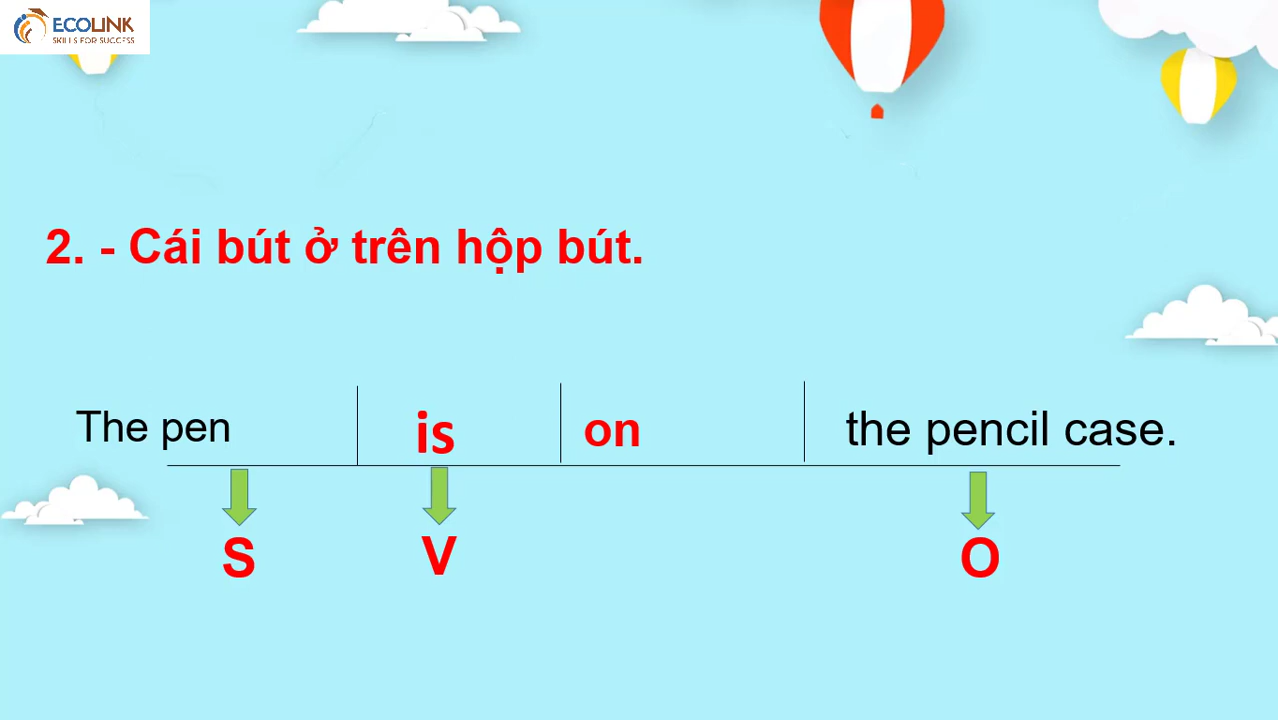 ECOLINK
SKILLS FOR SUCCESS
2. - Cái bút ở trên hộp bút.
The pen is on the pencil case.
S V O